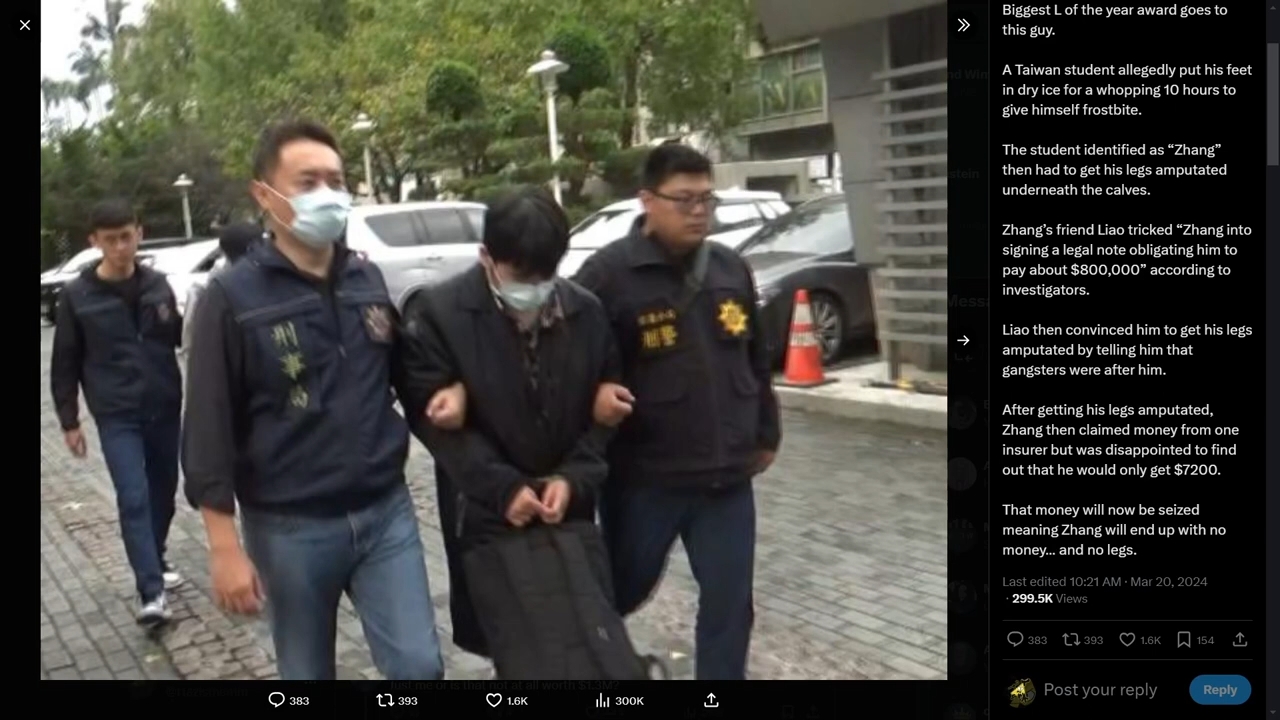 Biggest L of the year award goes to
this guy.
A Taiwan student allegedly put his feet
in dry ice for a whopping 10 hours to
give himself frostbite.
The student identified as “Zhang”
then had to get his legs amputated
underneath the calves.
Zhang’s friend Liao tricked “Zhang into
signing a legal note obligating him to
pay about $800,000” according to
investigators.
Liao then convinced him to get his legs
amputated by telling him that
gangsters were after him.
After getting his legs amputated,
Zhang then claimed money from one
insurer but was disappointed to find
out that he would only get $7200.
That money will now be seized
meaning Zhang will end up with no
money... and no legs.
Last edited 10:21 AM · Mar 20, 2024
· 299.5K Views
383 393 1.6K 154
Post your reply Reply
刑事局
刑警
383 393 1.6K 300K